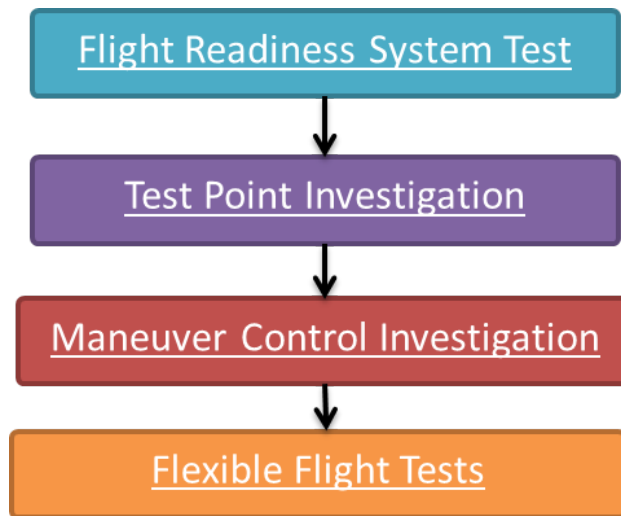 Flight Readiness System Test
Test Point Investigation
Maneuver Control Investigation
Flexible Flight Tests